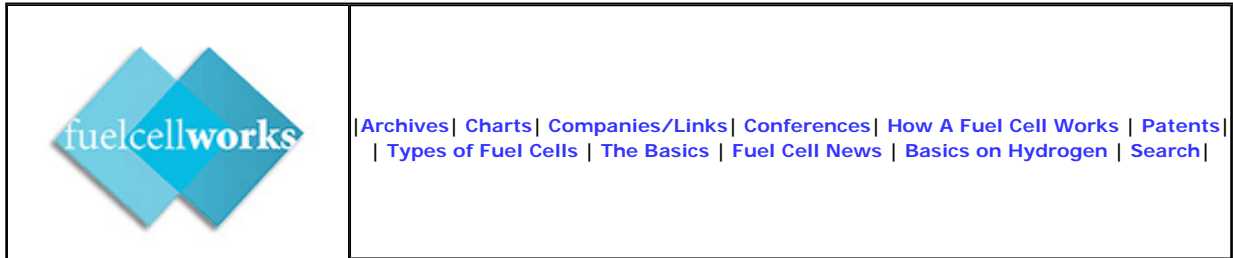 fuelcellworks
|Archives| Charts| Companies/Links| Conferences| How A Fuel Cell Works | Patents|
| Types of Fuel Cells | The Basics | Fuel Cell News | Basics on Hydrogen | Search|